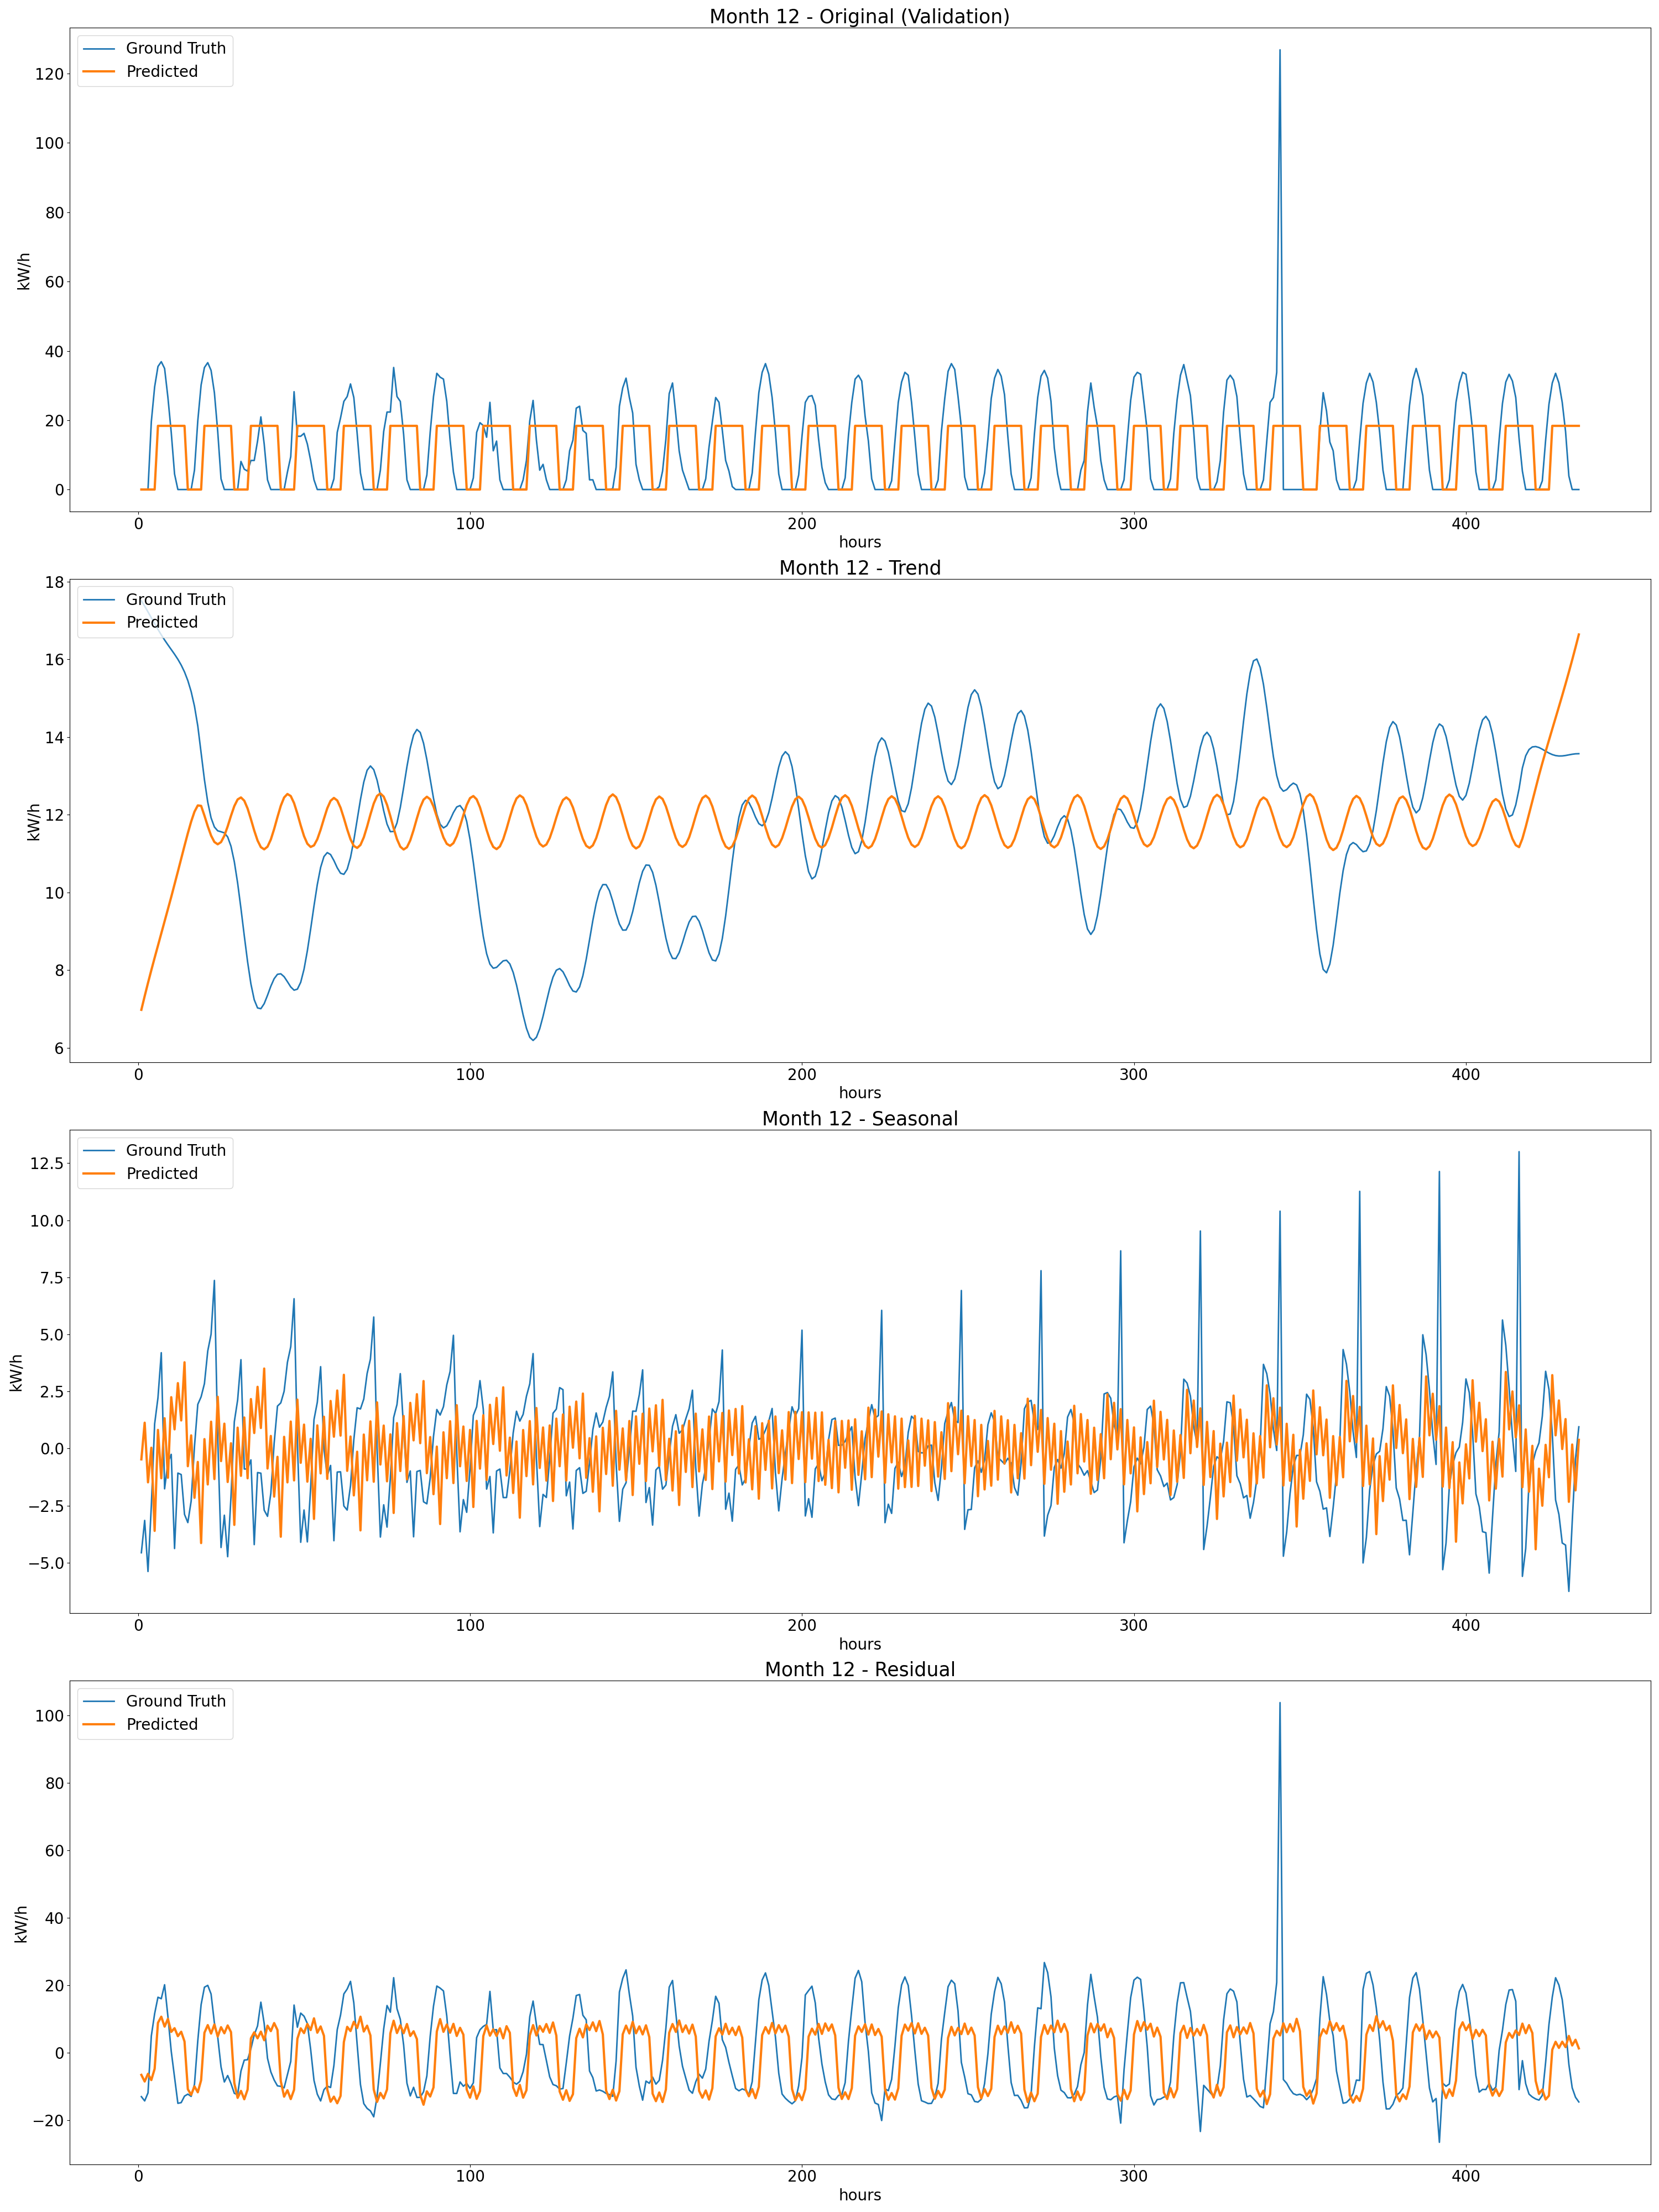 Month 12 - Original (Validation)
Ground Truth
Predicted
120
100
80
60
40
20
0
kW/h
0 100 200 300 400
hours
Month 12 - Trend
Ground Truth
Predicted
18
16
14
12
10
8
6
kW/h
0 100 200 300 400
hours
Month 12 - Seasonal
Ground Truth
Predicted
12.5
10.0
7.5
5.0
2.5
0.0
−2.5
−5.0
kW/h
0 100 200 300 400
hours
Month 12 - Residual
Ground Truth
Predicted
100
80
60
40
20
0
−20
kW/h
0 100 200 300 400
hours